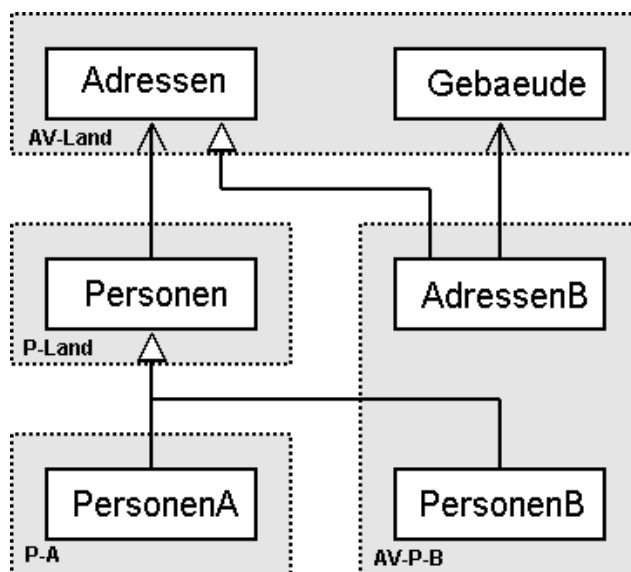 Adressen
Gebaeude
AV-Land
Personen
AdressenB
P-Land
PersonenA
PersonenB
P-A
AV-P-B